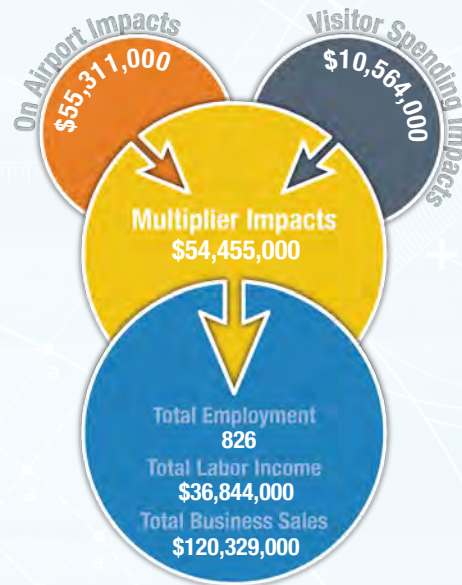 On Airport Impacts
$55,311,000
Visitor Spending Impacts
$10,564,000
Multiplier Impacts
$54,455,000
Total Employment
826
Total Labor Income
$36,844,000
Total Business Sales
$120,329,000